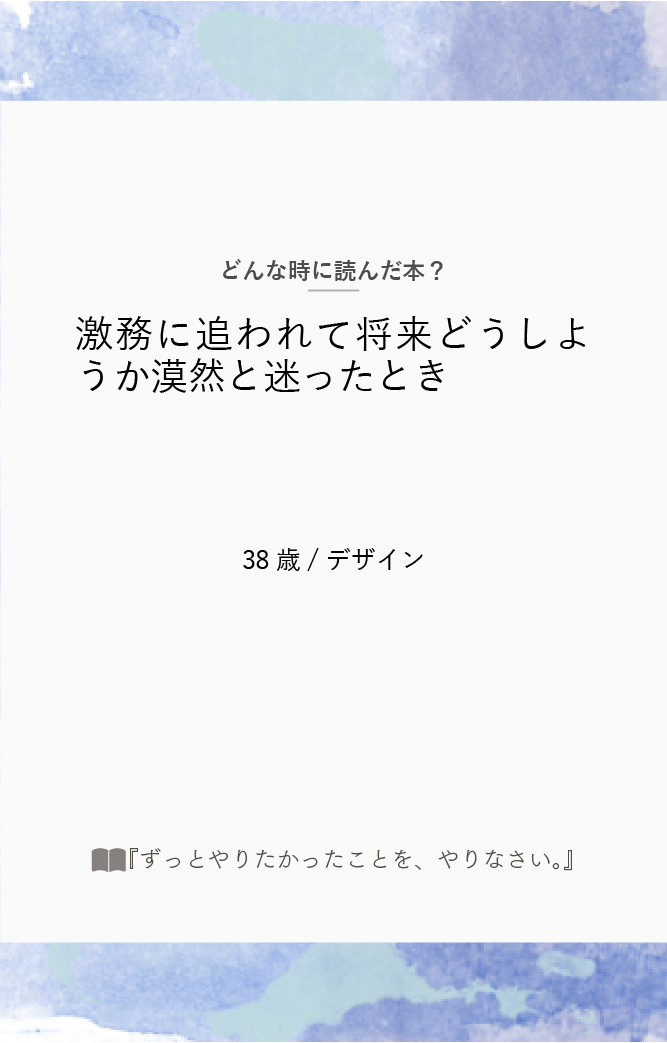 どんな時に読んだ本？
激務に追われて将来どうしよ
うか漠然と迷ったとき
38 歳 / デザイン
『ずっとやりたかったことを、やりなさい。』